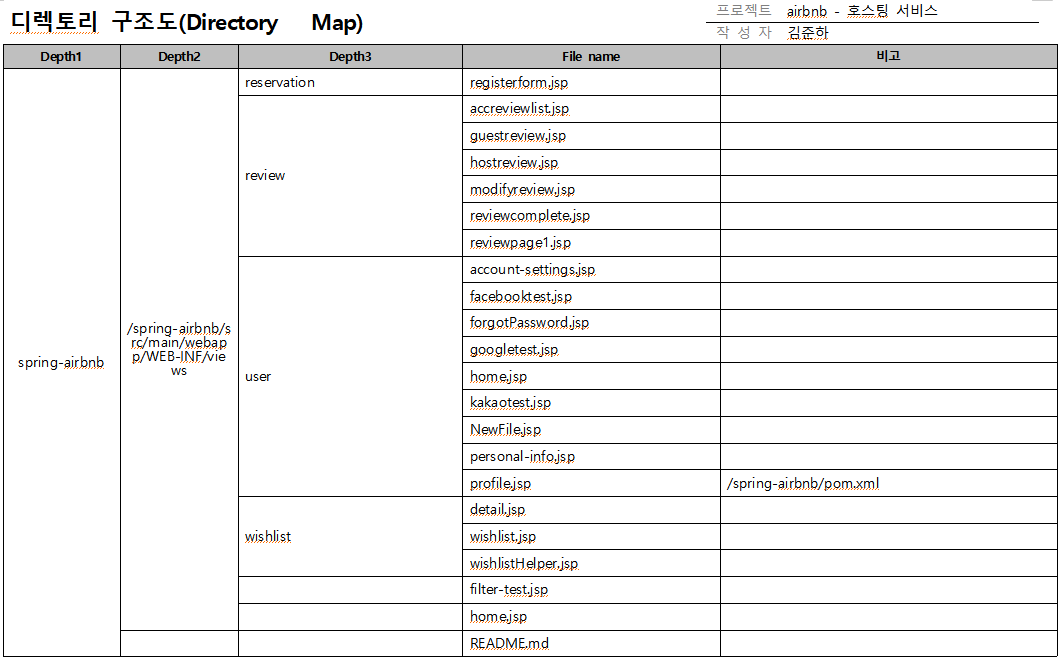 디렉토리 구조도(Directory Map)
프로젝트 airbnb - 호스팅 서비스
작 성 자 김준하
Depth1 Depth2 Depth3 File name 비고
reservation registerform.jsp
accreviewlist.jsp
guestreview.jsp
hostreview.jsp
review
modifyreview.jsp
reviewcomplete.jsp
reviewpage1.jsp
account-settings.jsp
facebooktest.jsp
forgotPassword.jsp
/spring-airbnb/s
rc/main/webap
p/WEB-INF/vie
ws
spring-airbnb
googletest.jsp
user
home.jsp
kakaotest.jsp
NewFile.jsp
personal-info.jsp
profile.jsp /spring-airbnb/pom.xml
detail.jsp
wishlist wishlist.jsp
wishlistHelper.jsp
filter-test.jsp
home.jsp
README.md